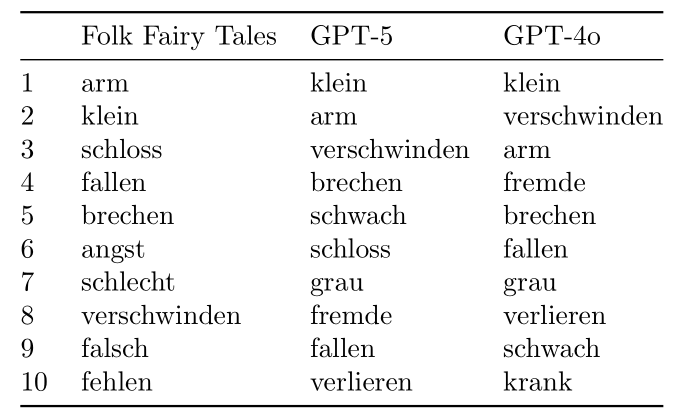 Folk Fairy Tales GPT-5 GPT-4o
1 arm klein klein
2 klein arm verschwinden
3 schloss verschwinden arm
4 fallen brechen fremde
5 brechen schwach brechen
6 angst schloss fallen
7 schlecht grau grau
8 verschwinden fremde verlieren
9 falsch fallen schwach
10 fehlen verlieren krank